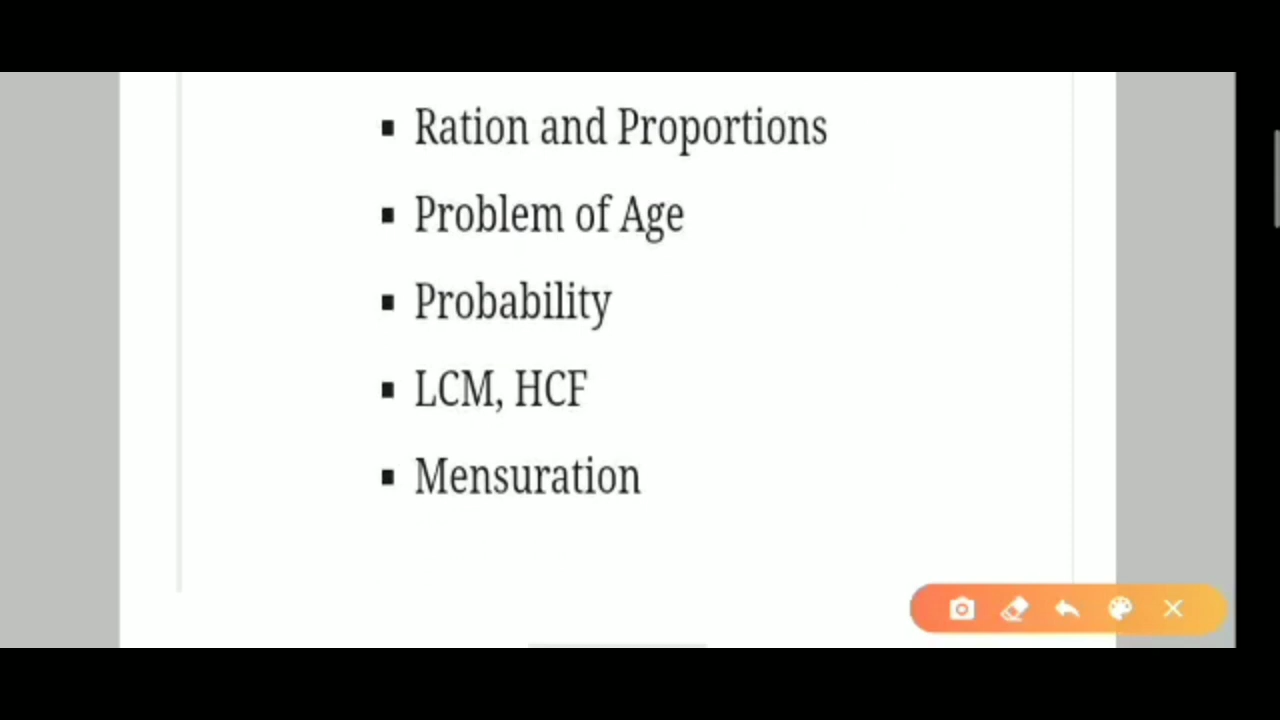 ▪ Ration and Proportions
▪ Problem of Age
▪ Probability
▪ LCM, HCF
▪ Mensuration